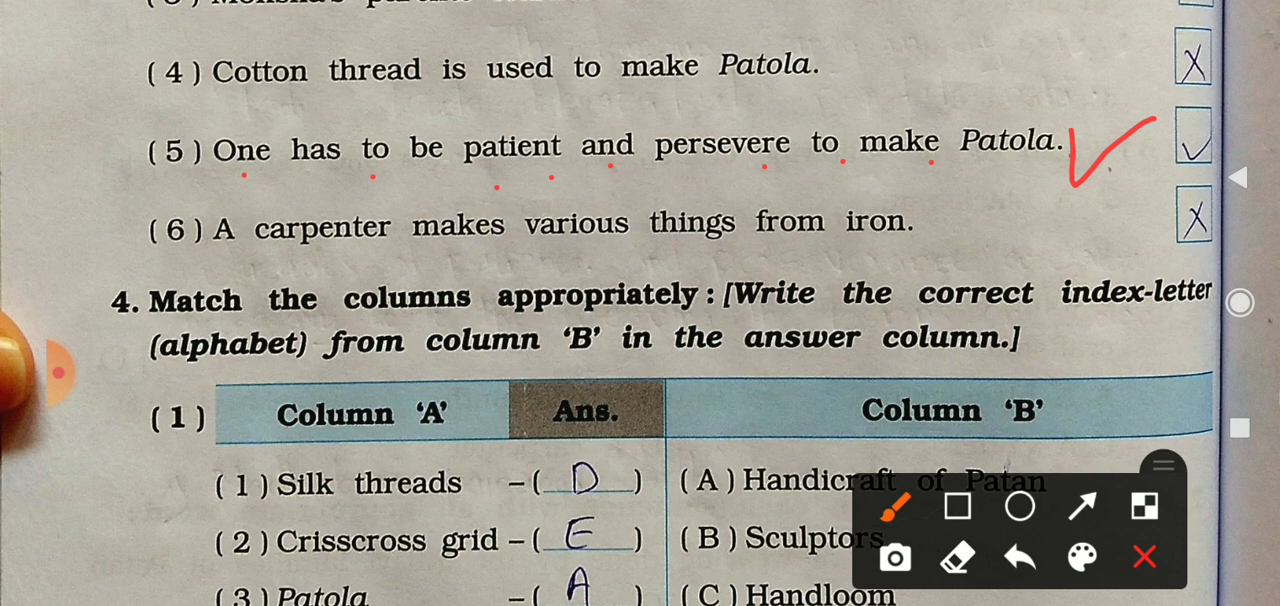 ( 4 ) Cotton thread is used to make Patola. X
( 5 ) One has to be patient and persevere to make Patola. ✓
( 6 ) A carpenter makes various things from iron. X
4. Match the columns appropriately : [Write the correct index-letter
(alphabet) from column ‘B’ in the answer column.]
( 1 ) Column ‘A’ Ans. Column ‘B’
( 1 ) Silk threads – ( D ) ( A ) Handicraft of Patan
( 2 ) Crisscross grid – ( E ) ( B ) Sculptors
( 3 ) Patola – ( A ) ( C ) Handloom